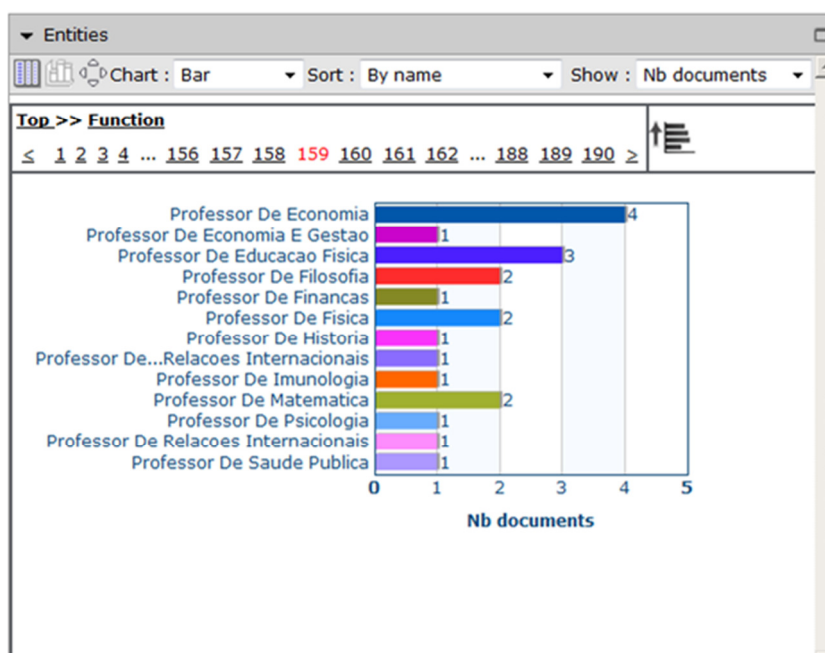 Entities
Chart : Bar Sort : By name Show : Nb documents
Top >> Function
< 1 2 3 4 ... 156 157 158 159 160 161 162 ... 188 189 190 >
Professor De Economia 4
Professor De Economia E Gestao 1
Professor De Educacao Fisica 3
Professor De Filosofia 2
Professor De Financas 1
Professor De Fisica 2
Professor De Historia 1
Professor De...Relacoes Internacionais 1
Professor De Imunologia 1
Professor De Matematica 2
Professor De Psicologia 1
Professor De Relacoes Internacionais 1
Professor De Saude Publica 1
0 1 2 3 4 5
Nb documents